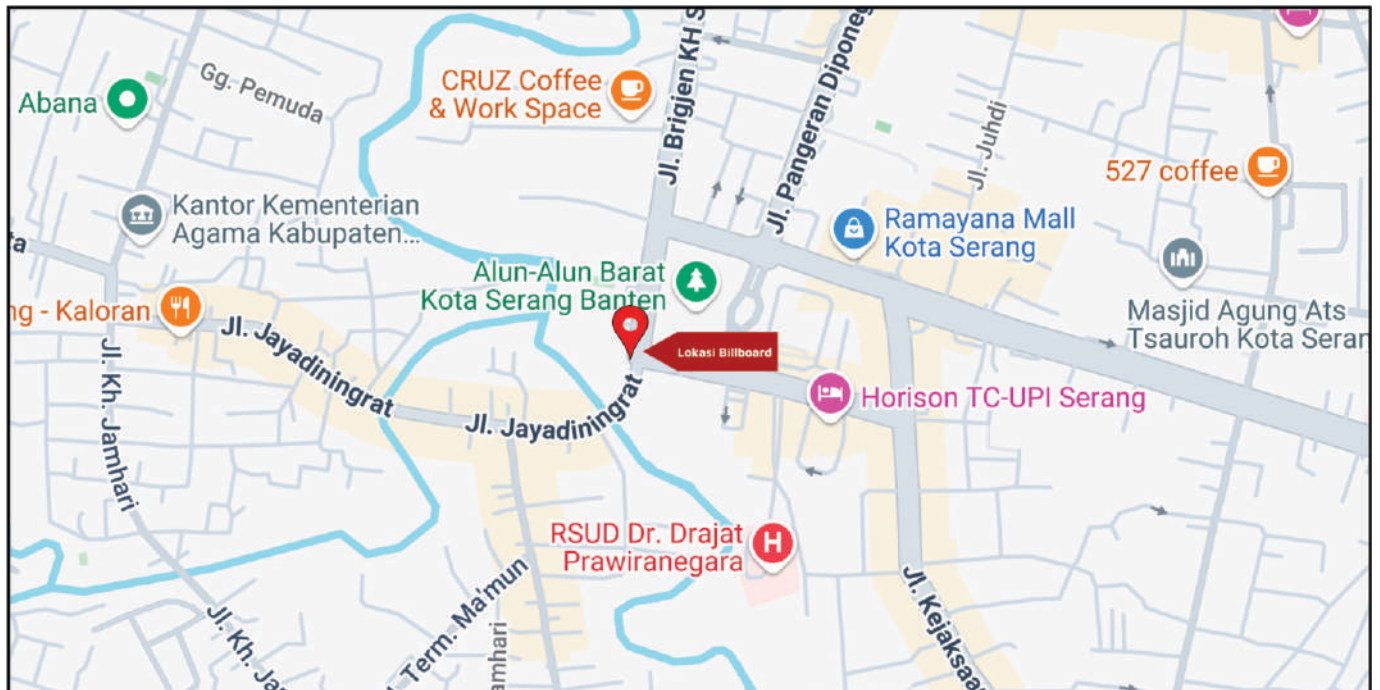 Jl. Brigjen KH S
Jl. Pangeran Diponeg
Gg. Pemuda
Abana
CRUZ Coffee
& Work Space
Jl. Juhdi
527 coffee
Kantor Kementerian
Agama Kabupaten...
Ramayana Mall
Kota Serang
ta
Alun-Alun Barat
Kota Serang Banten
ng - Kaloran
Masjid Agung Ats
Tsauroh Kota Seran
Jl. Jayadiningrat
Lokasi Billboard
Jl. Kh. Jamhari
Jl. Jayadiningrat
Horison TC-UPI Serang
RSUD Dr. Drajat
Prawiranegara
H
Jl. Kejaksaa
Jl. Kh. Ja
l. Term. Ma'mun
amhari